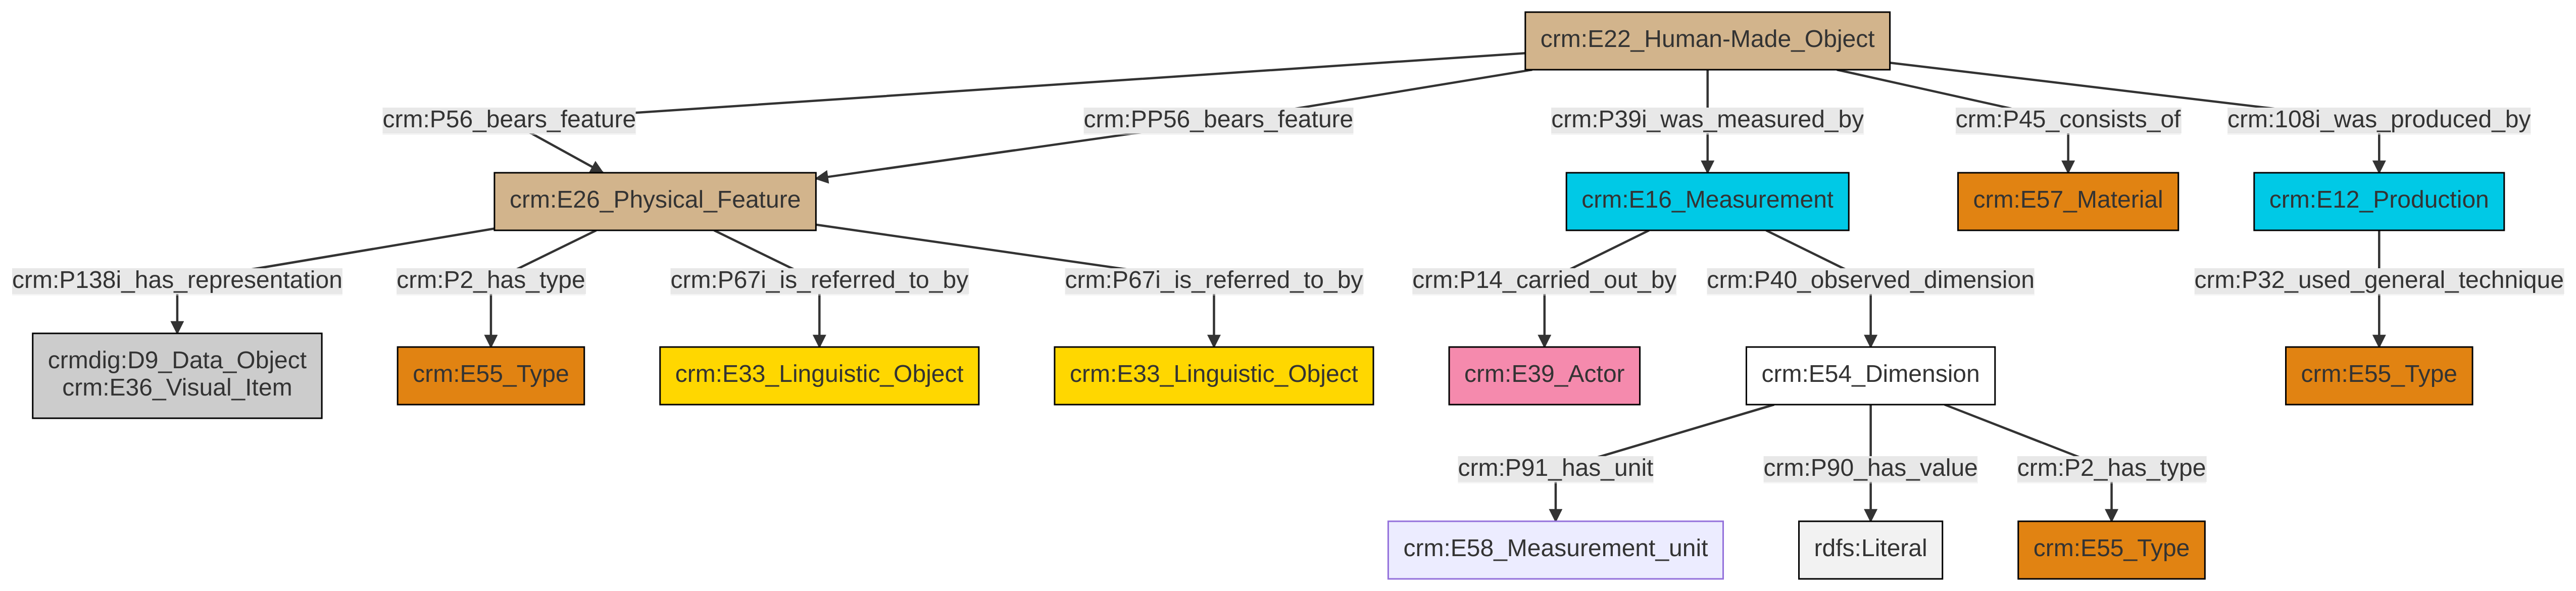 crm:E22_Human-Made_Object
crm:P56_bears_feature
crm:PP56_bears_feature
crm:P39i_was_measured_by
crm:P45_consists_of
crm:108i_was_produced_by
crm:E26_Physical_Feature
crm:E16_Measurement
crm:E57_Material
crm:E12_Production
crm:P138i_has_representation
crm:P2_has_type
crm:P67i_is_referred_to_by
crm:P67i_is_referred_to_by
crm:P14_carried_out_by
crm:P40_observed_dimension
crm:P32_used_general_technique
crmdig:D9_Data_Object
crm:E36_Visual_Item
crm:E55_Type
crm:E33_Linguistic_Object
crm:E33_Linguistic_Object
crm:E39_Actor
crm:E54_Dimension
crm:E55_Type
crm:P91_has_unit
crm:P90_has_value
crm:P2_has_type
crm:E58_Measurement_unit
rdfs:Literal
crm:E55_Type